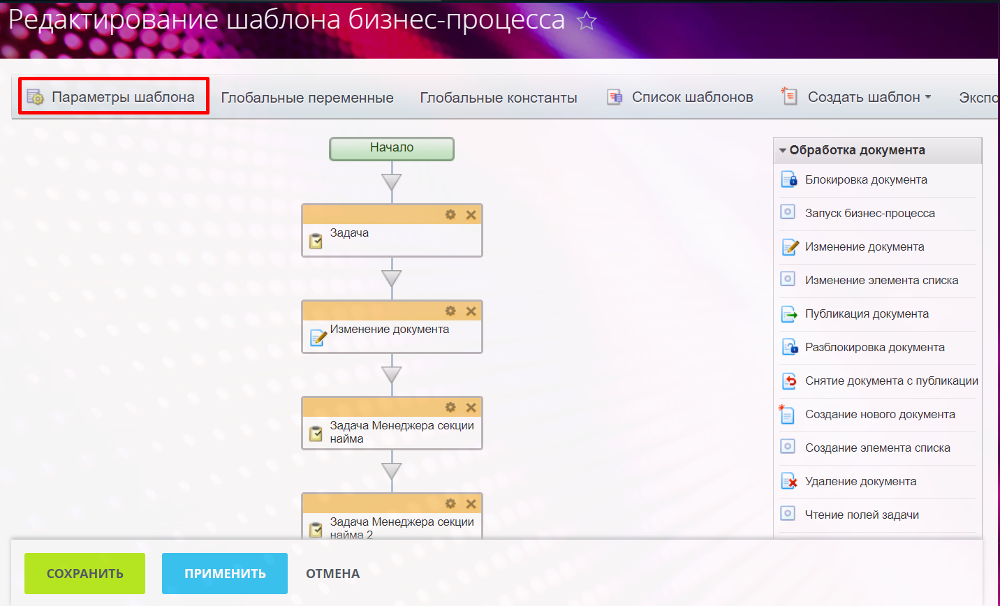 Редактирование шаблона бизнес-процесса
Параметры шаблона
Глобальные переменные
Глобальные константы
Список шаблонов
Создать шаблон
Экспо
Начало
Задача
Изменение документа
Задача Менеджера секции
найма
Задача Менеджера секции
найма 2
Обработка документа
Блокировка документа
Запуск бизнес-процесса
Изменение документа
Изменение элемента списка
Публикация документа
Разблокировка документа
Снятие документа с публикации
Создание нового документа
Создание элемента списка
Удаление документа
Чтение полей задачи
СОХРАНИТЬ
ПРИМЕНИТЬ
ОТМЕНА